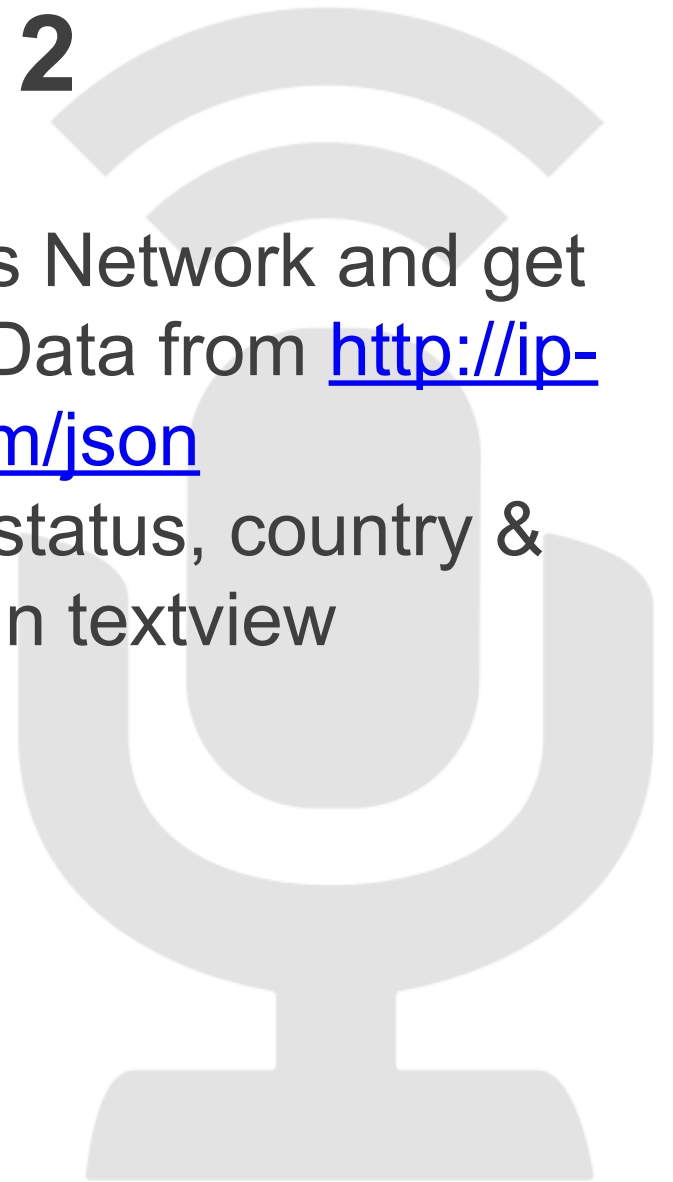 2
s Network and get
Data from http://ip-
m/json
status, country &
n textview